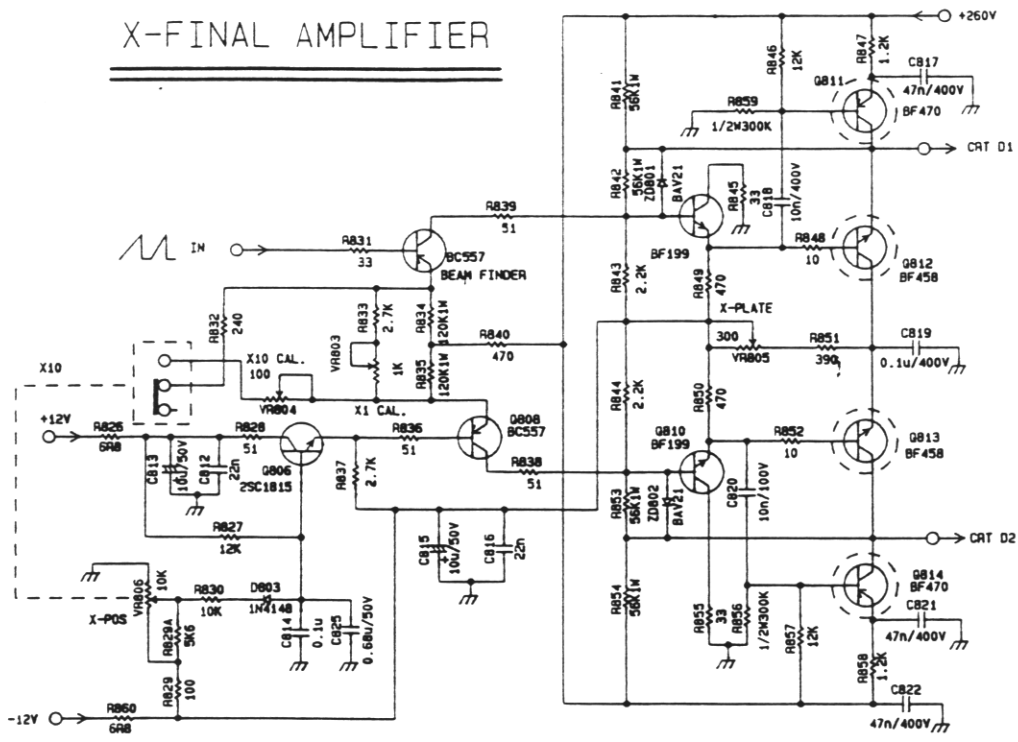 X-FINAL AMPLIFIER
+260V
R846
12K
R847
1.2K
C817
47n/400V
Q811
BF470
R841
56K1W
R859
1/2W300K
CRT D1
R842
56K1W
ZD801
BAV21
R845
33
C818
10n/400V
R839
51
IN
R831
33
BC557
BEAM FINDER
BF199
R848
10
Q812
BF458
R843
2.2K
R849
470
R832
240
R833
2.7K
R834
120K1W
R840
470
X-PLATE
300
VR805
R851
390
C819
0.1u/400V
X10
X10 CAL.
100
VR804
VR803
1K
R835
120K1W
X1 CAL.
R844
2.2K
R850
470
+12V
R826
6R8
C813
10u/50V
C812
22n
R828
51
Q806
2SC1815
R837
2.7K
R836
51
Q808
BC557
R838
51
Q810
BF199
R852
10
Q813
BF458
R853
56K1W
ZD802
BAV21
C820
10n/100V
R827
12K
C815
+
10u/50V
C816
22n
CRT D2
VR806
10K
X-POS
R830
10K
D803
1N4148
R829A
5K6
C814
0.1u
C825
0.68u/50V
R854
56K1W
R855
33
R856
1/2W300K
R857
12K
Q814
BF470
C821
47n/400V
R829
100
R858
1.2K
-12V
R860
6R8
C822
47n/400V